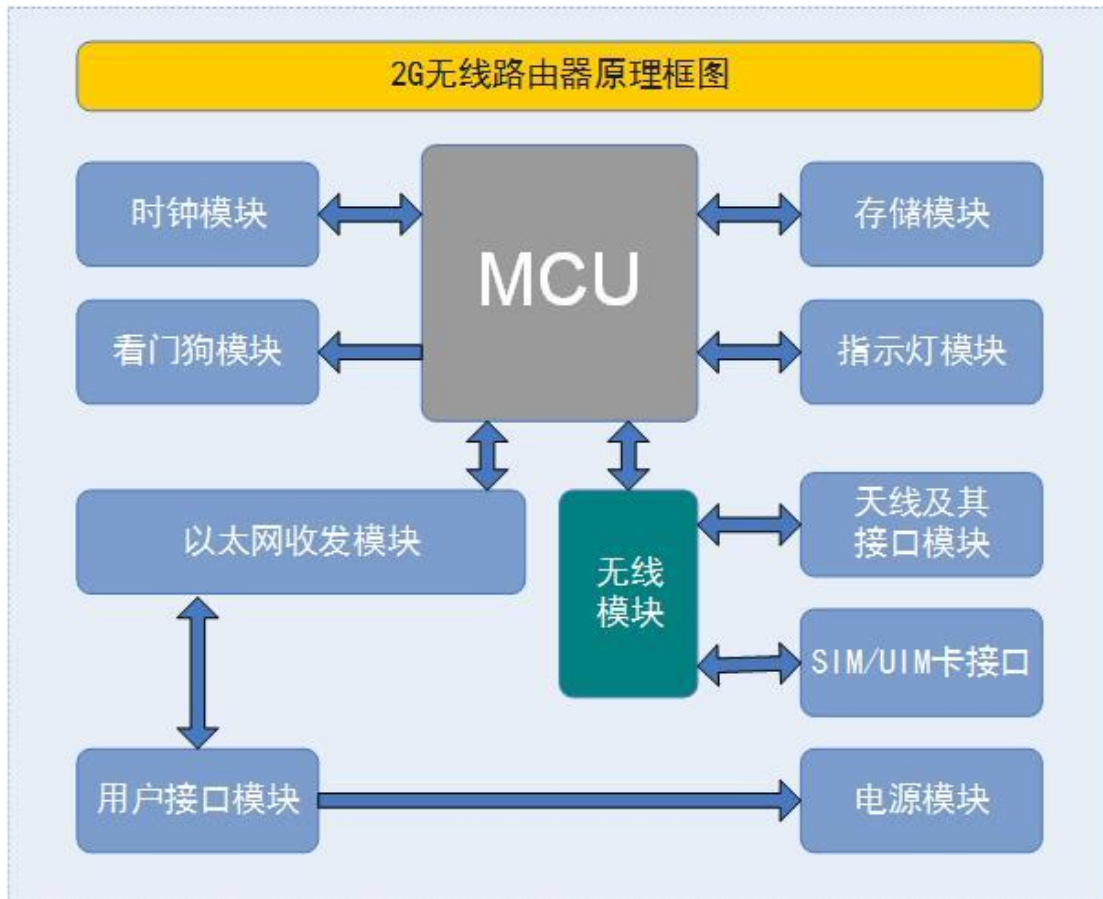 2G无线路由器原理框图
时钟模块
MCU
存储模块
看门狗模块
指示灯模块
以太网收发模块
无线
模块
天线及其
接口模块
SIM/UIM卡接口
用户接口模块
电源模块